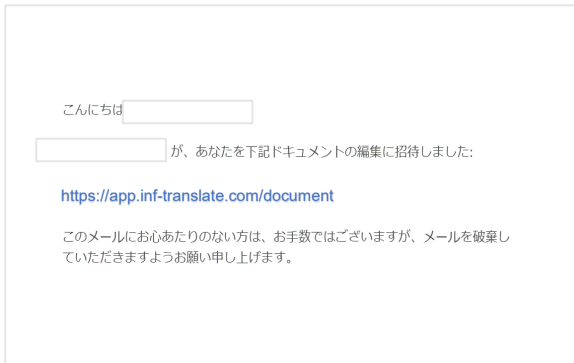 こんにちは
が、あなたを下記ドキュメントの編集に招待しました:
https://app.inf-translate.com/document
このメールにお心あたりのない方は、お手数ではございますが、メールを破棄し
ていただきますようお願い申し上げます。